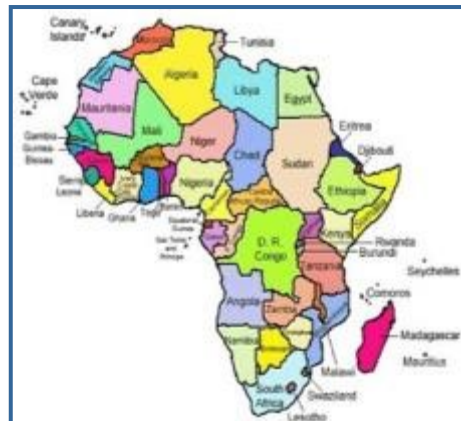 Canary
Islands
Morocco
Tunisia
Algeria
Libya
Egypt
Cape
Verde
Mauritania
Mali
Niger
Chad
Sudan
Eritrea
Djibouti
Gambia
Guinea
Bissau
Sierra
Leone
Liberia
Ghana
Togo
Benin
Nigeria
Ethiopia
Somalia
Equatorial
Guinea
Sao Tome
and
Principe
D. R.
Congo
Kenya
Rwanda
Burundi
Tanzania
Seychelles
Comoros
Angola
Zambia
Malawi
Madagascar
Mauritius
Namibia
Swaziland
South
Africa
Lesotho